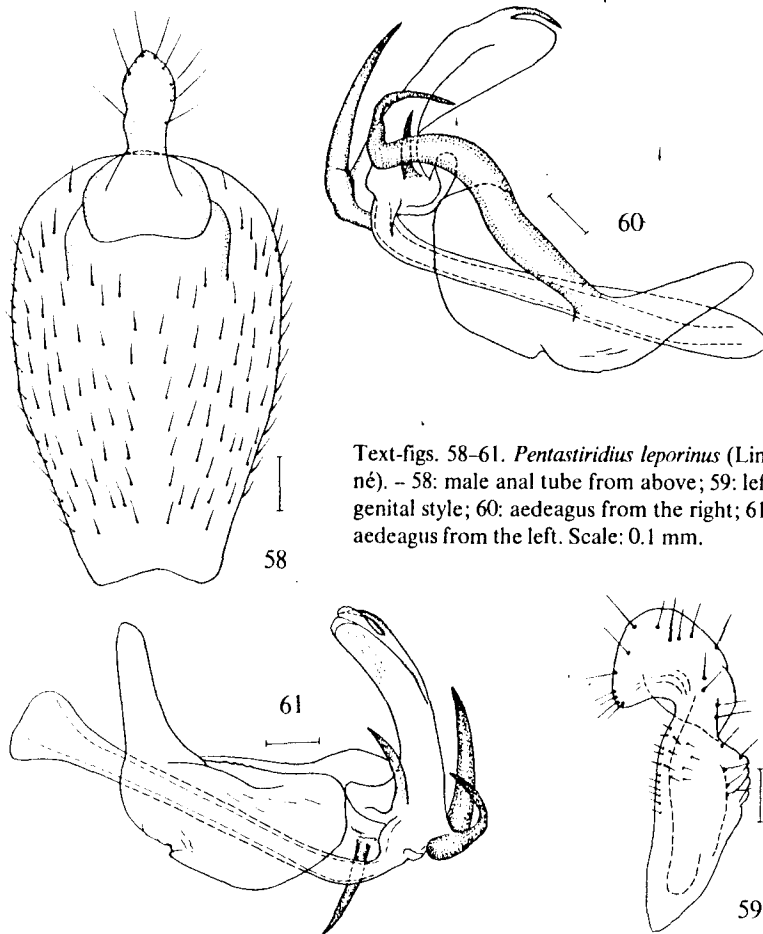 60
58
Text-figs. 58–61. Pentastiridius leporinus (Lin-
né). – 58: male anal tube from above; 59: lef
genital style; 60: aedeagus from the right; 61
aedeagus from the left. Scale: 0.1 mm.
61
59